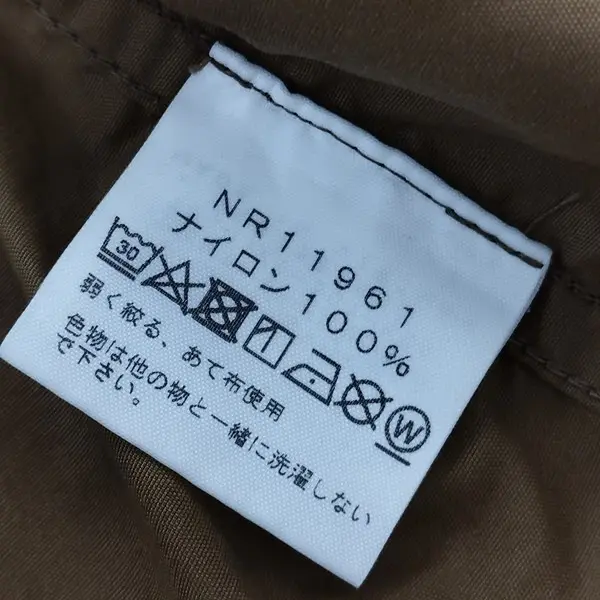 NR11961
ナイロン100%
30 W
弱く絞る、あて布使用
色物は他の物と一緒に洗濯しない
で下さい。